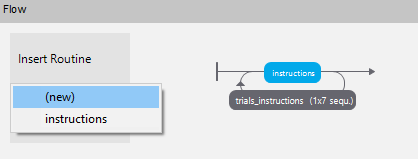 Flow
Insert Routine
(new)
instructions
instructions
trials_instructions (1x7 sequ.)